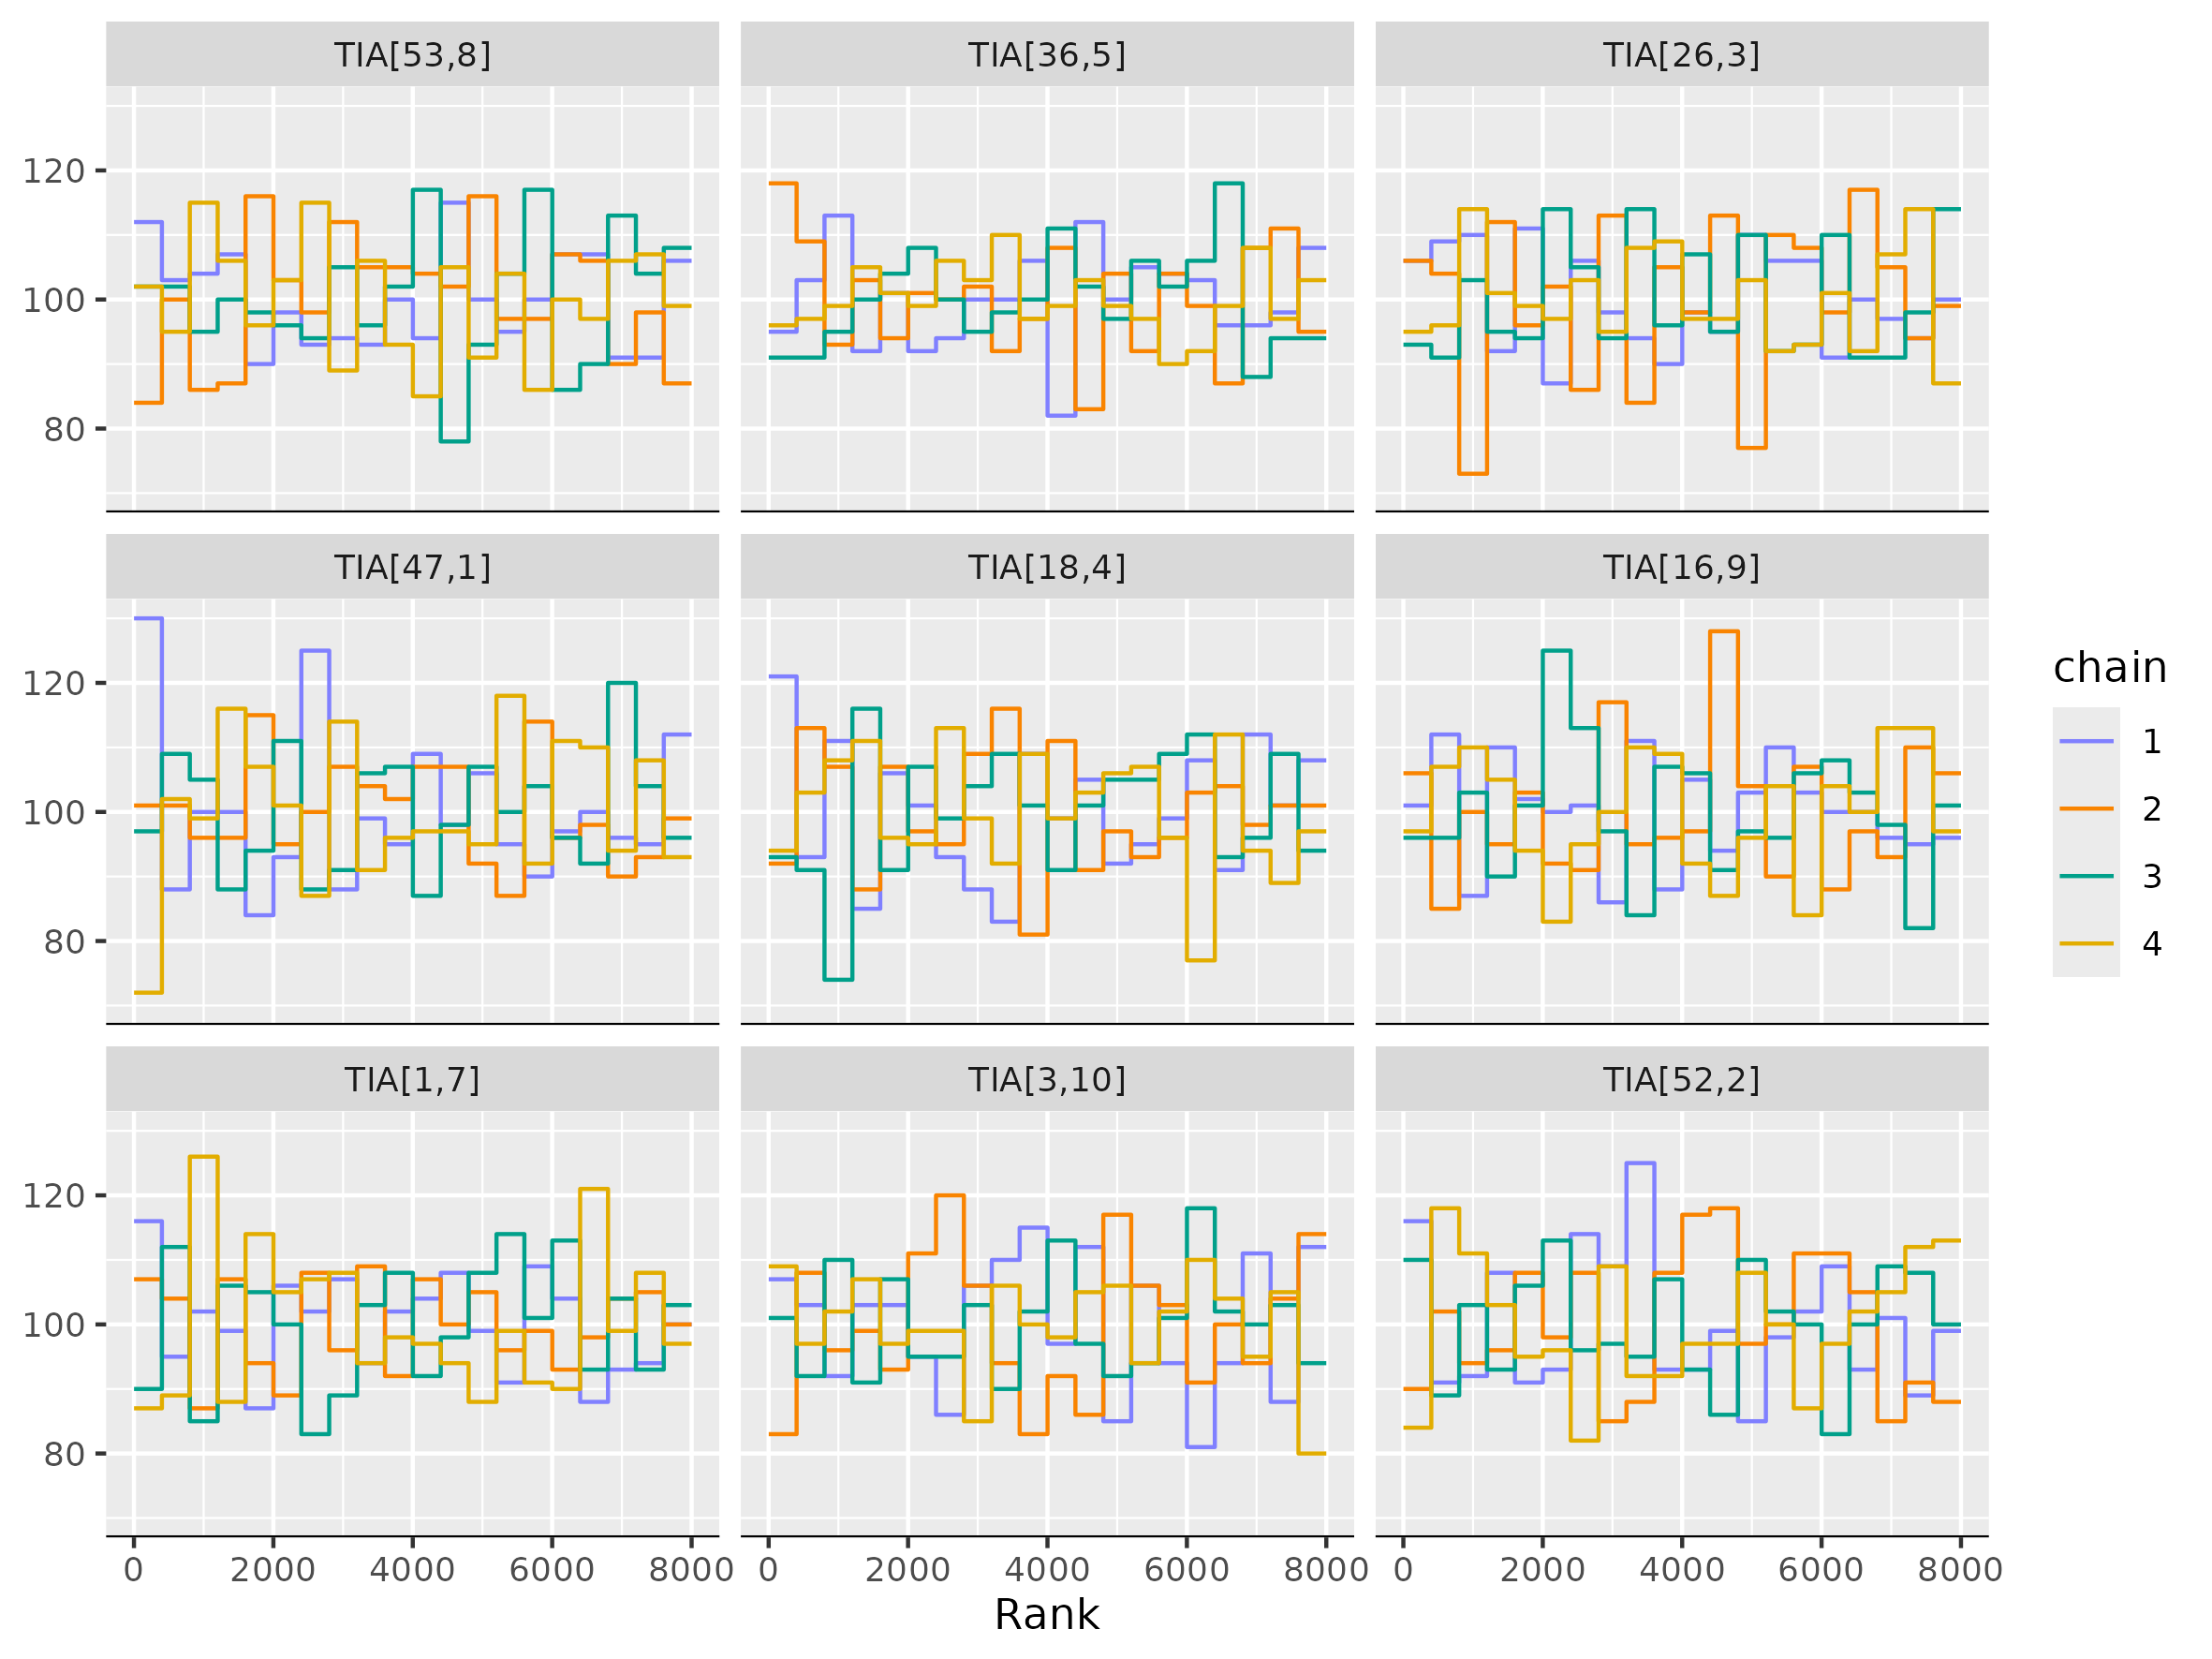 TIA[53,8] TIA[36,5] TIA[26,3]
120
100
80
TIA[47,1] TIA[18,4] TIA[16,9]
120
100
80
TIA[1,7] TIA[3,10] TIA[52,2]
120
100
80
0 2000 4000 6000 8000 0 2000 4000 6000 8000 0 2000 4000 6000 8000
Rank
chain
1
2
3
4